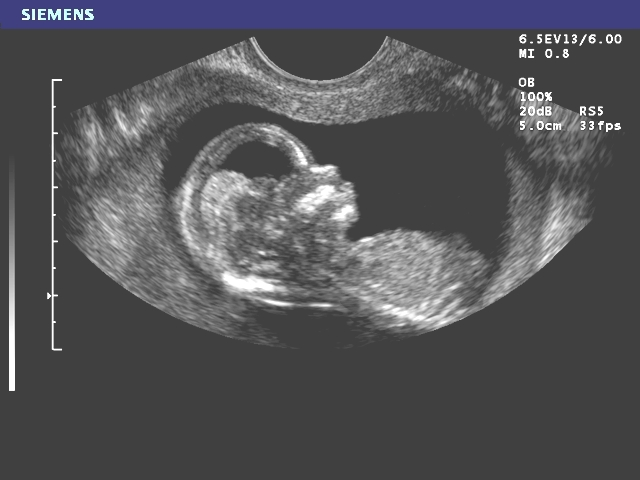 SIEMENS
6.5EV13/6.00
MI 0.8
OB
100%
20dB RS5
5.0cm 33fps